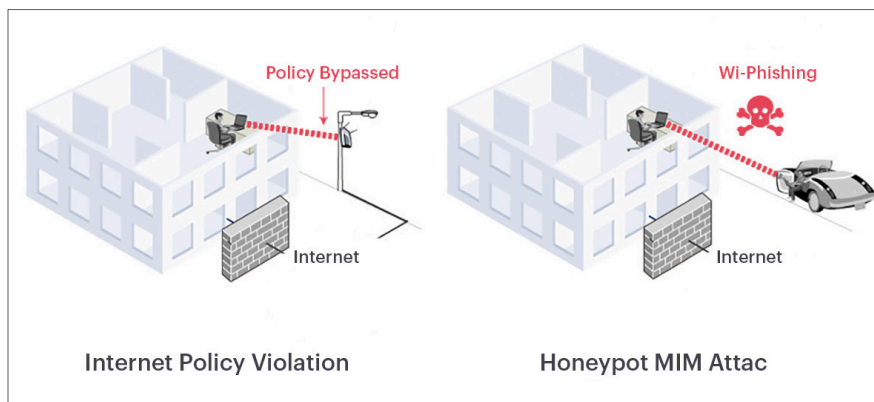 Policy Bypassed
Internet
Internet Policy Violation
Wi-Phishing
Internet
Honeypot MIM Attac